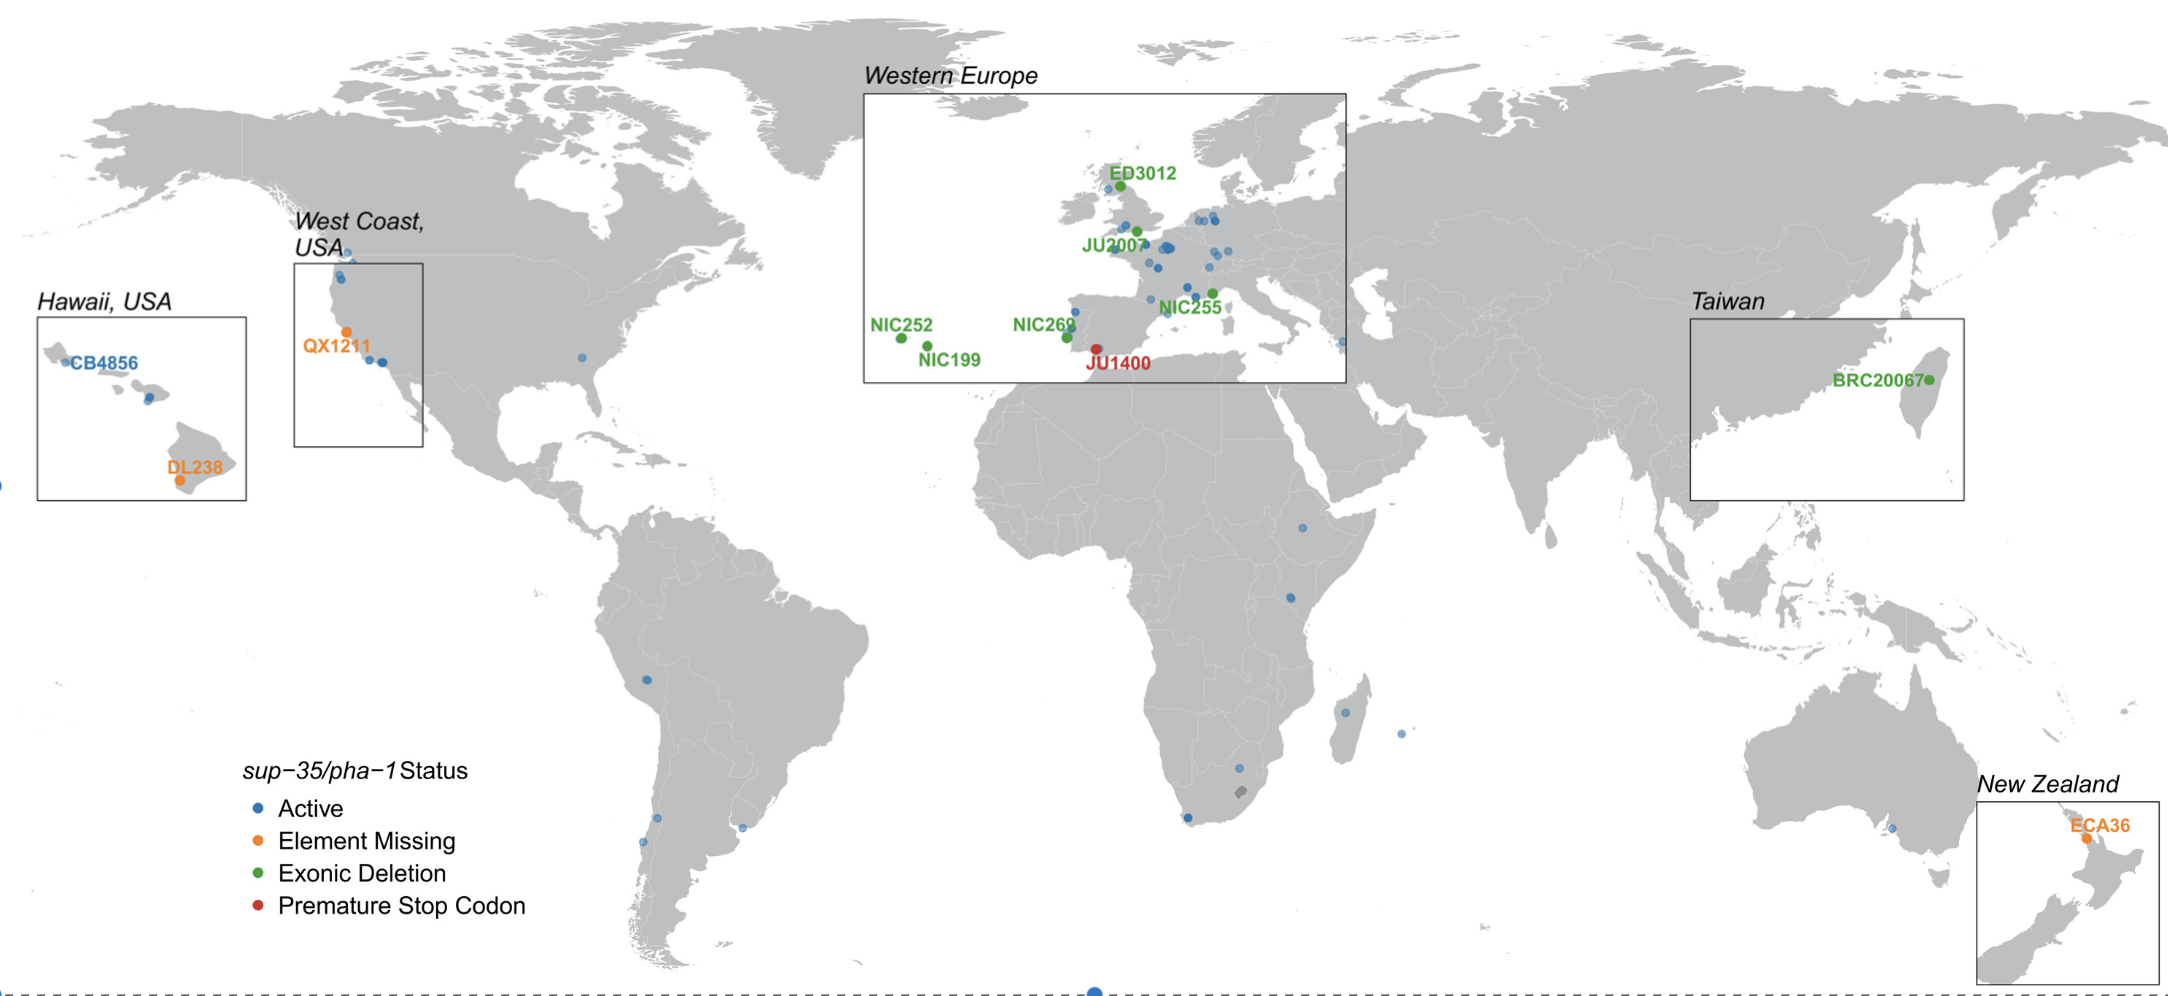 Western Europe
ED3012
West Coast,
USA
JU2007
Hawaii, USA
Taiwan
NIC255
NIC252
NIC269
QX1211
NIC199
JU1400
CB4856
BRC20067
DL238
sup−35/pha−1 Status
Active
Element Missing
Exonic Deletion
Premature Stop Codon
New Zealand
ECA36